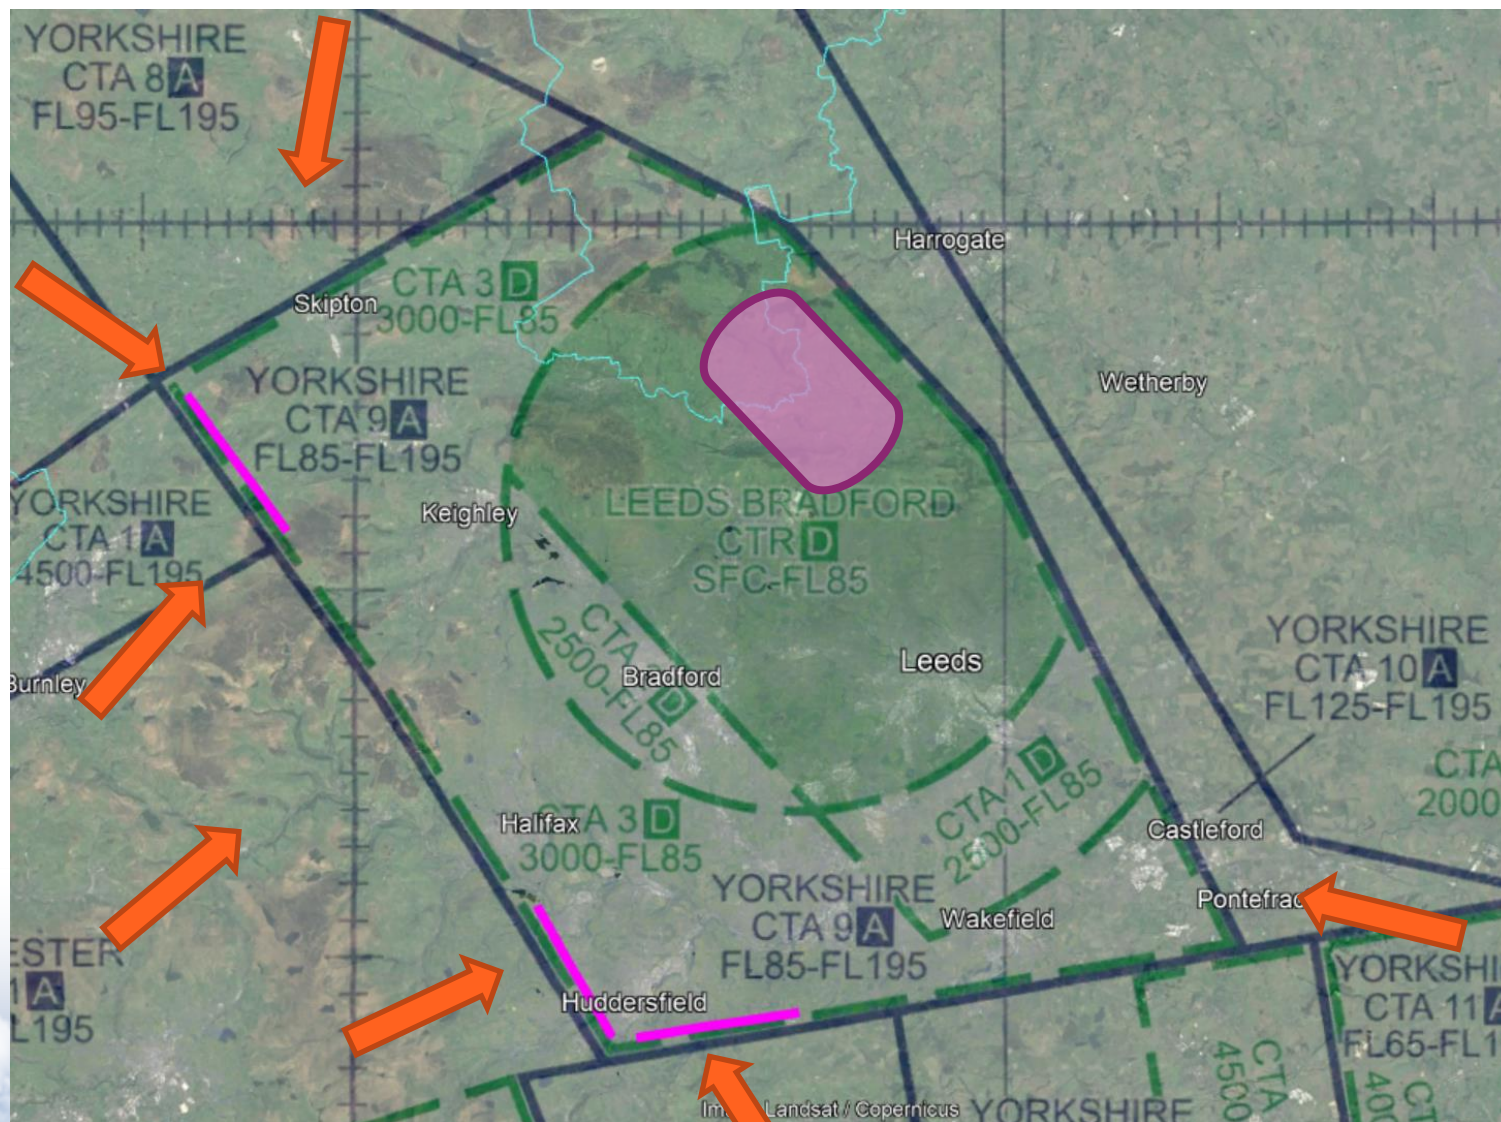 YORKSHIRE
CTA 8 A
FL95-FL195
Harrogate
CTA 3 D
3000-FL85
Skipton
YORKSHIRE
CTA 9 A
FL85-FL195
Wetherby
YORKSHIRE
CTA 1 A
4500-FL195
Keighley
LEEDS BRADFORD
CTR D
SFC-FL85
Burnley
CTA D
2500-FL85
Bradford
Leeds
YORKSHIRE
CTA 10 A
FL125-FL195
CTA
2000
CTA 1 D
2500-FL85
Halifax
A 3 D
3000-FL85
Castleford
YORKSHIRE
CTA 9 A
FL85-FL195
Wakefield
Pontefrac
ESTER
1 A
L195
Huddersfield
YORKSHI
CTA 11 A
FL65-FL1
CTA
4500
CT
400
Landsat / Copernicus
YORKSHIRE